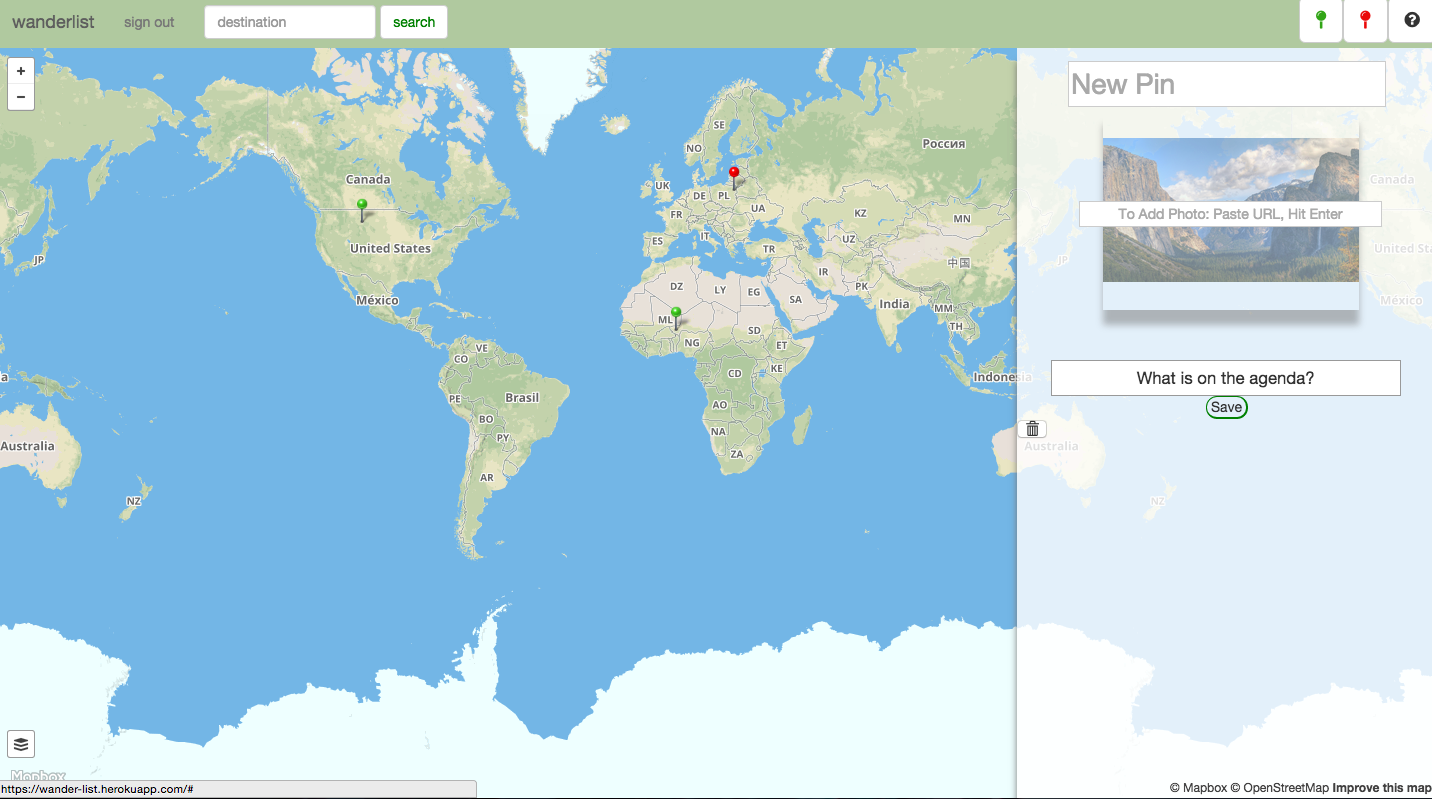 wanderlist
sign out
destination
search
+
−
New Pin
To Add Photo: Paste URL, Hit Enter
What is on the agenda?
Save
SE
NO
Россия
Canada
UK
DE
PL
UA
FR
KZ
MN
United States
ES
IT
TR
UZ
JP
中国
IR
DZ
LY
EG
SA
PK
India
México
ML
NG
SD
MM
TH
ET
VE
CO
CD
KE
Indonesia
PE
Brasil
AO
BO
PY
NA
ZA
Australia
AR
NZ
Canada
United Sta
JP
México
Australia
NZ
Mapbox
https://wander-list.herokuapp.com/#
© Mapbox © OpenStreetMap Improve this map